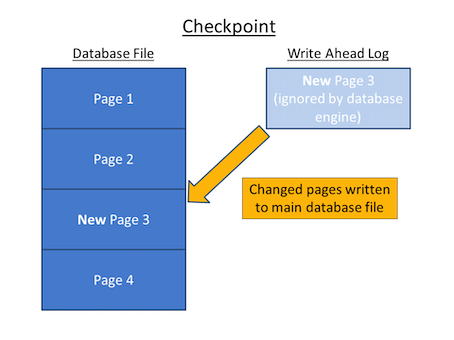 Checkpoint
Database File
Write Ahead Log
Page 1
Page 2
New Page 3
Page 4
New Page 3
(ignored by database
engine)
Changed pages written
to main database file